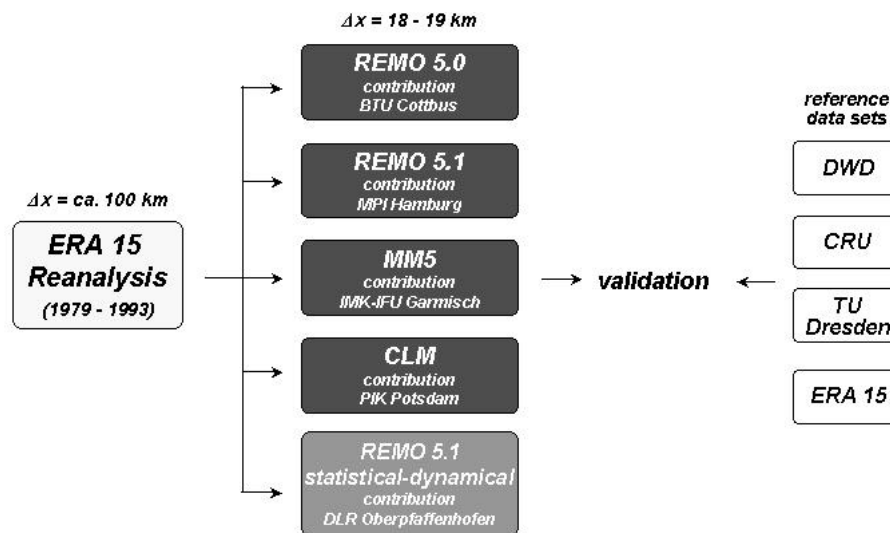 Δx = ca. 100 km
ERA 15
Reanalysis
(1979 - 1993)
Δx = 18 - 19 km
REMO 5.0
contribution
BTU Cottbus
REMO 5.1
contribution
MPI Hamburg
MM5
contribution
IMK-IFU Garmisch
CLM
contribution
PIK Potsdam
REMO 5.1
statistical-dynamical
contribution
DLR Oberpfaffenhofen
validation
reference
data sets
DWD
CRU
TU
Dresden
ERA 15